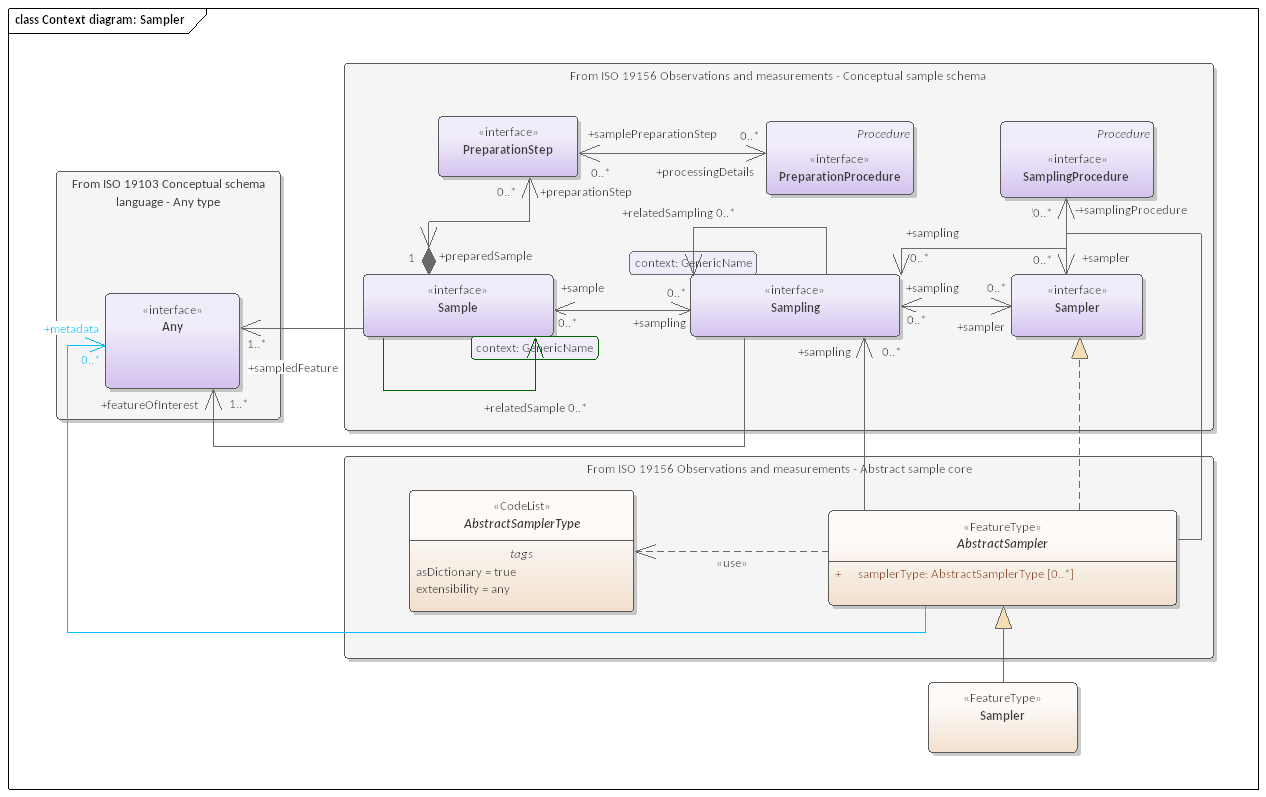 class Context diagram: Sampler
From ISO 19156 Observations and measurements - Conceptual sample schema
«interface»
PreparationStep
+samplePreparationStep
0..*
0..*
+processingDetails
Procedure
«interface»
PreparationProcedure
Procedure
«interface»
SamplingProcedure
From ISO 19103 Conceptual schema
language - Any type
0..*
+preparationStep
+relatedSampling 0..*
0..*
+samplingProcedure
+sampling
0..*
1
+preparedSample
context: GenericName
0..*
+sampler
«interface»
Sample
+sample
0..*
0..*
+sampling
«interface»
Sampling
+sampling
0..*
0..*
+sampler
«interface»
Sampler
«interface»
Any
+metadata
0..*
1..*
+sampledFeature
context: GenericName
+sampling
0..*
+featureOfInterest
1..*
+relatedSample 0..*
From ISO 19156 Observations and measurements - Abstract sample core
«CodeList»
AbstractSamplerType
tags
asDictionary = true
extensibility = any
«use»
«FeatureType»
AbstractSampler
+ samplerType: AbstractSamplerType [0..*]
«FeatureType»
Sampler